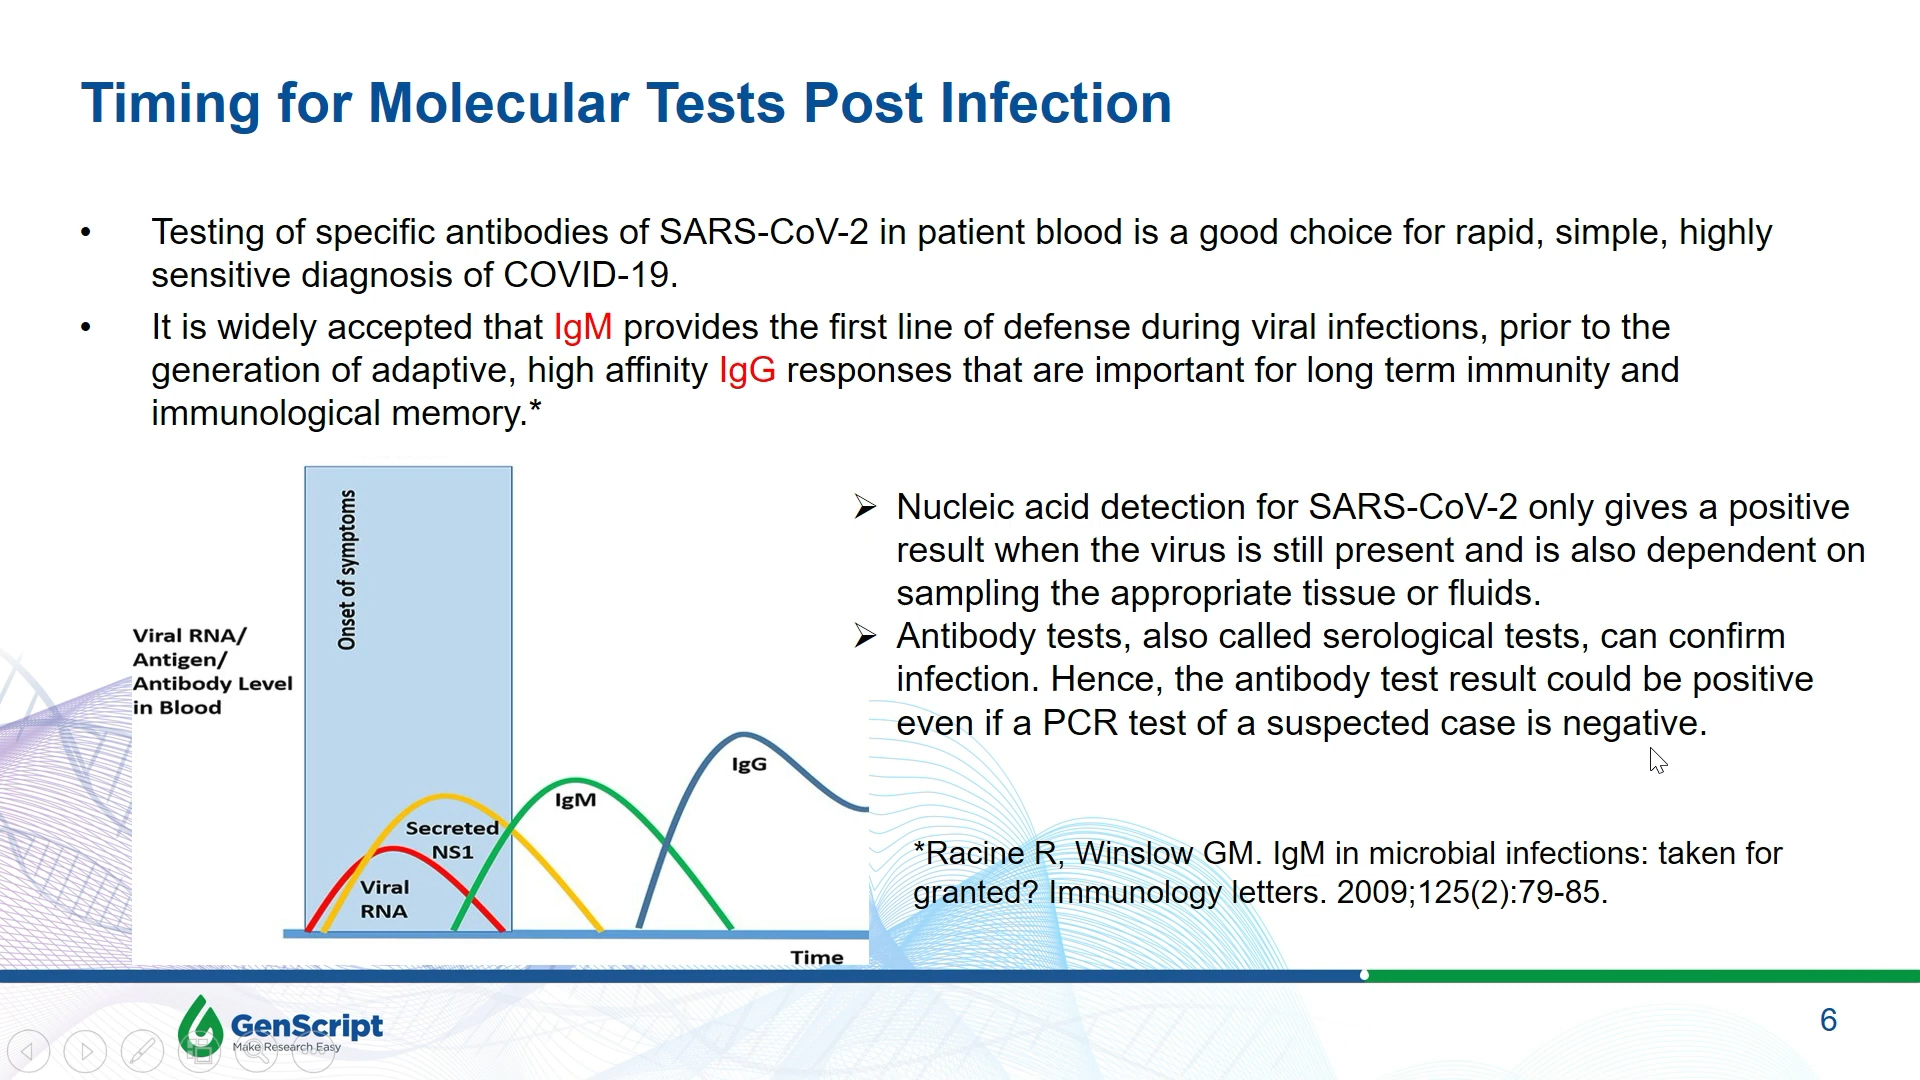 Timing for Molecular Tests Post Infection
• Testing of specific antibodies of SARS-CoV-2 in patient blood is a good choice for rapid, simple, highly
sensitive diagnosis of COVID-19.
• It is widely accepted that IgM provides the first line of defense during viral infections, prior to the
generation of adaptive, high affinity IgG responses that are important for long term immunity and
immunological memory.*
Onset of symptoms
Viral RNA/
Antigen/
Antibody Level
in Blood
IgG
IgM
Secreted
NS1
Viral
RNA
Time
➢ Nucleic acid detection for SARS-CoV-2 only gives a positive
result when the virus is still present and is also dependent on
sampling the appropriate tissue or fluids.
➢ Antibody tests, also called serological tests, can confirm
infection. Hence, the antibody test result could be positive
even if a PCR test of a suspected case is negative.
*Racine R, Winslow GM. IgM in microbial infections: taken for
granted? Immunology letters. 2009;125(2):79-85.
GenScript
Make Research Easy
6